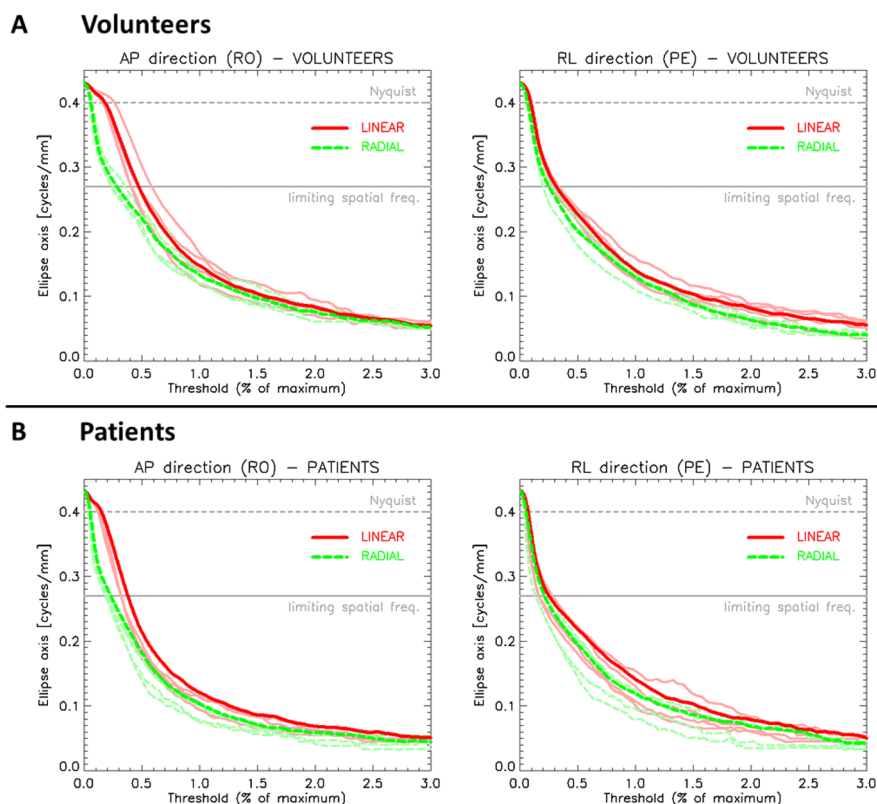 A Volunteers
AP direction (RO) – VOLUNTEERS
Ellipse axis [cycles/mm]
0.4
0.3
0.2
0.1
0.0
Nyquist
LINEAR
RADIAL
limiting spatial freq.
0.0 0.5 1.0 1.5 2.0 2.5 3.0
Threshold (% of maximum)
RL direction (PE) – VOLUNTEERS
Ellipse axis [cycles/mm]
0.4
0.3
0.2
0.1
0.0
Nyquist
LINEAR
RADIAL
limiting spatial freq.
0.0 0.5 1.0 1.5 2.0 2.5 3.0
Threshold (% of maximum)
B Patients
AP direction (RO) – PATIENTS
Ellipse axis [cycles/mm]
0.4
0.3
0.2
0.1
0.0
Nyquist
LINEAR
RADIAL
limiting spatial freq.
0.0 0.5 1.0 1.5 2.0 2.5 3.0
Threshold (% of maximum)
RL direction (PE) – PATIENTS
Ellipse axis [cycles/mm]
0.4
0.3
0.2
0.1
0.0
Nyquist
LINEAR
RADIAL
limiting spatial freq.
0.0 0.5 1.0 1.5 2.0 2.5 3.0
Threshold (% of maximum)